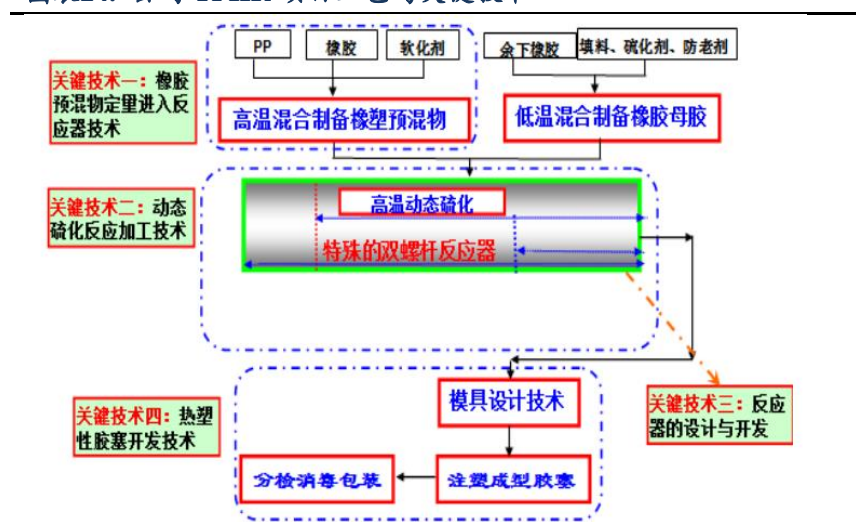 PP
橡胶
软化剂
余下橡胶
填料、硫化剂、防老剂
关键技术一：橡胶
预混物定量进入反
应器技术
高温混合制备橡塑预混物
低温混合制备橡胶母胶
关键技术二：动态
硫化反应加工技术
高温动态硫化
特殊的双螺杆反应器
模具设计技术
关键技术三：反应
器的设计与开发
关键技术四：热塑
性胶塞开发技术
分检消毒包装
注塑成型胶塞